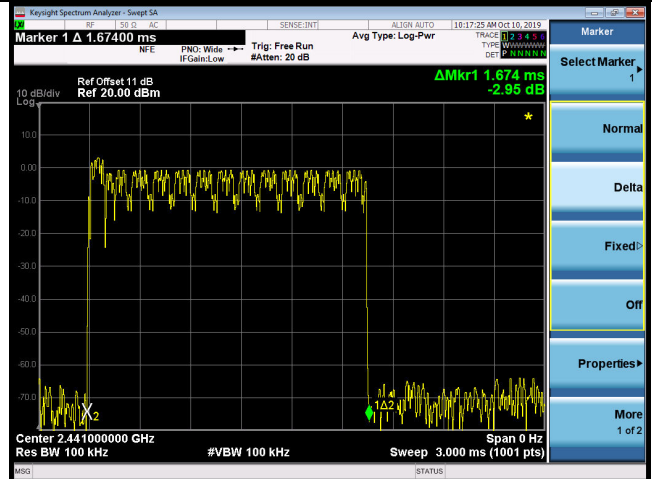 Keysight Spectrum Analyzer - Swept SA
RF 50 Ω AC SENSE:INT ALIGN AUTO 10:17:25 AM Oct 10, 2019
Marker 1 Δ 1.67400 ms
NFE PNO: Wide Trig: Free Run Avg Type: Log-Pwr TRACE 1 2 3 4 5 6
IFGain:Low #Atten: 20 dB TYPE WWWWWW
DET P N N N N N
Ref Offset 11 dB ΔMkr1 1.674 ms
10 dB/div Ref 20.00 dBm -2.95 dB
Log
10.0
0.00
-10.0
-20.0
-30.0
-40.0
-50.0
-60.0
-70.0
X2
1Δ2
*
Center 2.441000000 GHz Span 0 Hz
Res BW 100 kHz #VBW 100 kHz Sweep 3.000 ms (1001 pts)
MSG STATUS
Marker
Select Marker
1
Normal
Delta
Fixed
Off
Properties
More
1 of 2